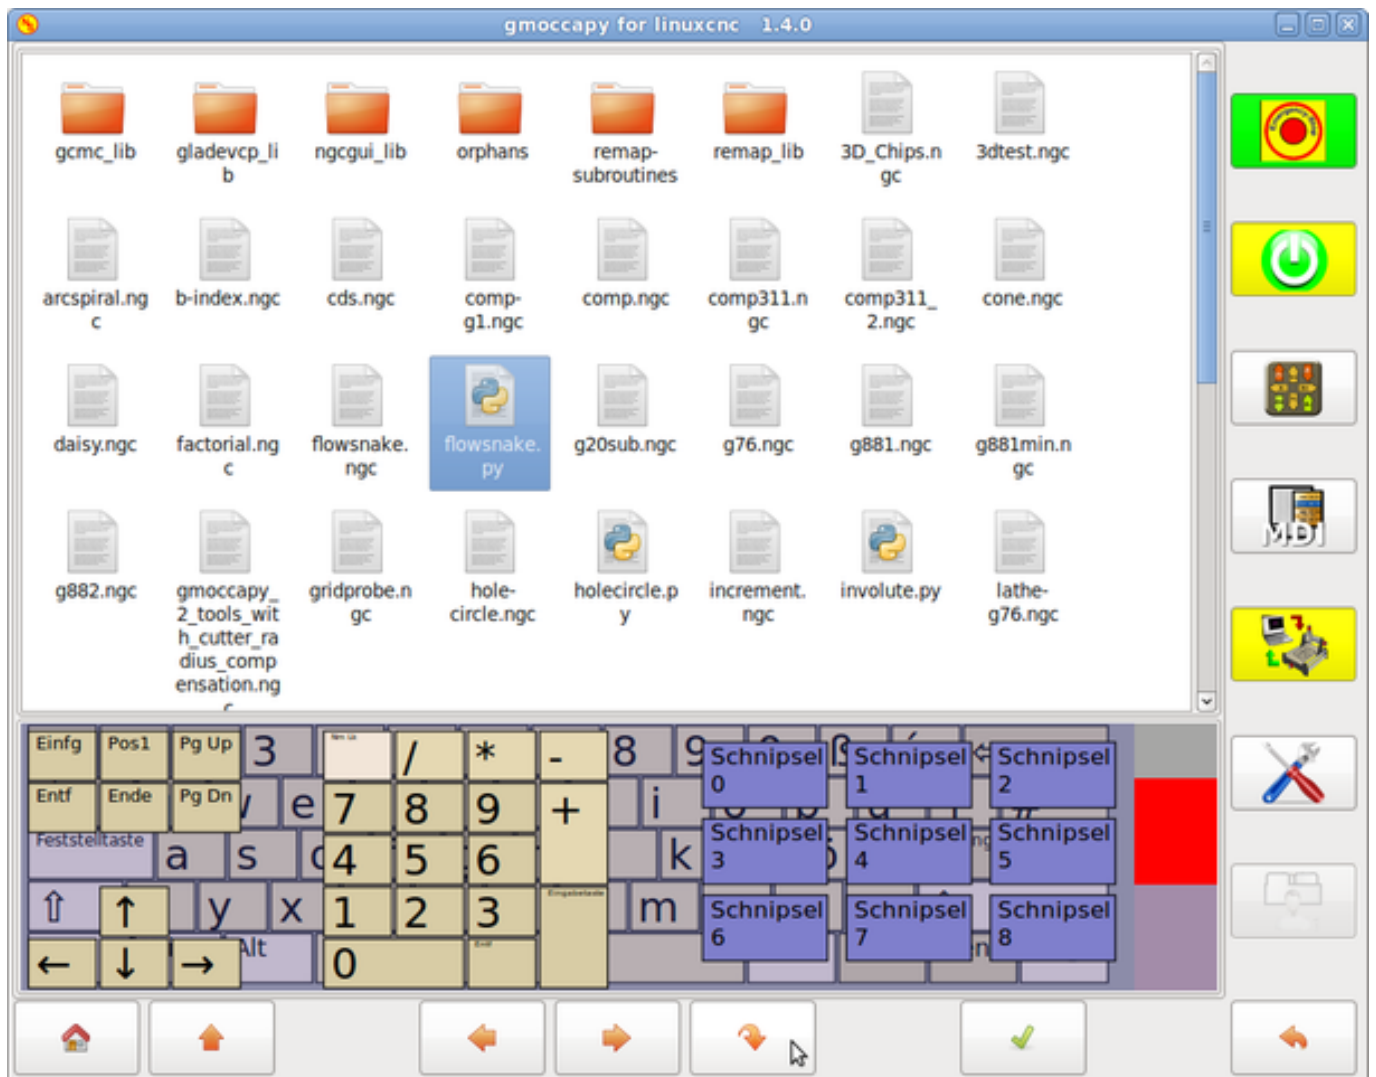 gmoccapy for linuxcnc 1.4.0
gcmc_lib
gladevcp_li
b
ngcgui_lib
orphans
remap-
subroutines
remap_lib
3D_Chips.n
gc
3dtest.ngc
arcspiral.ng
c
b-index.ngc
cds.ngc
comp-
g1.ngc
comp.ngc
comp311.n
gc
comp311_
2.ngc
cone.ngc
daisy.ngc
factorial.ng
c
flowsnake.
ngc
flowsnake.
py
g20sub.ngc
g76.ngc
g881.ngc
g881min.n
gc
g882.ngc
gmoccapy_
2_tools_wit
h_cutter_ra
dius_comp
ensation.ng
c
gridprobe.n
gc
hole-
circle.ngc
holecircle.p
y
increment.
ngc
involute.py
lathe-
g76.ngc
MDI
Einfg Pos1 Pg Up 3 / * - 8 9
Schnipsel
0
Schnipsel
1
Schnipsel
2
Entf Ende Pg Dn e 7 8 9 + i
Feststelltaste a s 4 5 6 k
Schnipsel
3
Schnipsel
4
Schnipsel
5
⇧ ↑ y x 1 2 3 Eingabetaste m
Schnipsel
6
Schnipsel
7
Schnipsel
8
← ↓ → Alt 0 Entf